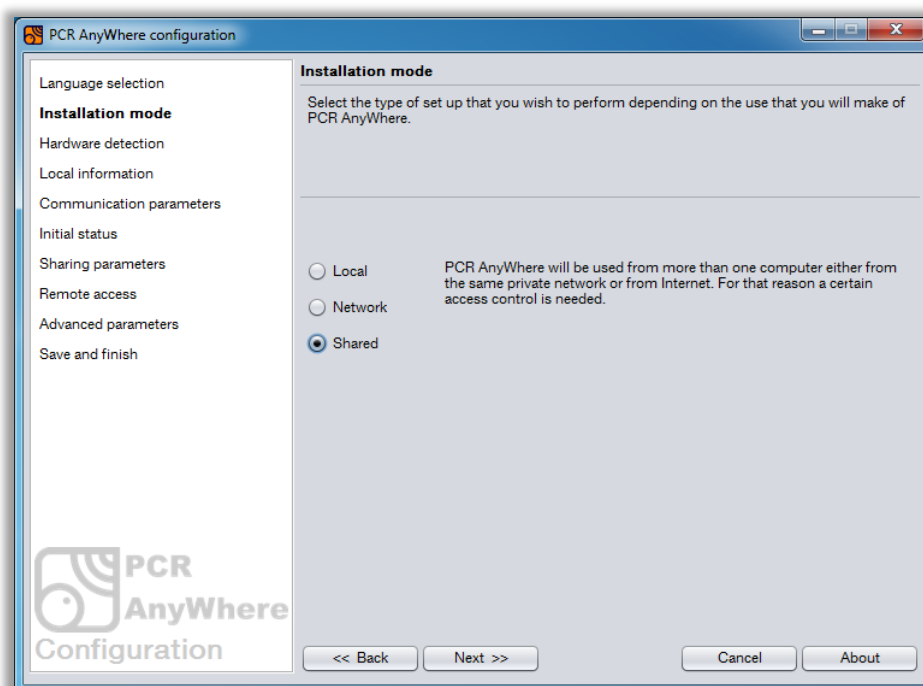 PCR AnyWhere configuration
Language selection
Installation mode
Hardware detection
Local information
Communication parameters
Initial status
Sharing parameters
Remote access
Advanced parameters
Save and finish
PCR
AnyWhere
Configuration
Installation mode
Select the type of set up that you wish to perform depending on the use that you will make of
PCR AnyWhere.
Local
Network
Shared
PCR AnyWhere will be used from more than one computer either from
the same private network or from Internet. For that reason a certain
access control is needed.
<< Back
Next >>
Cancel
About